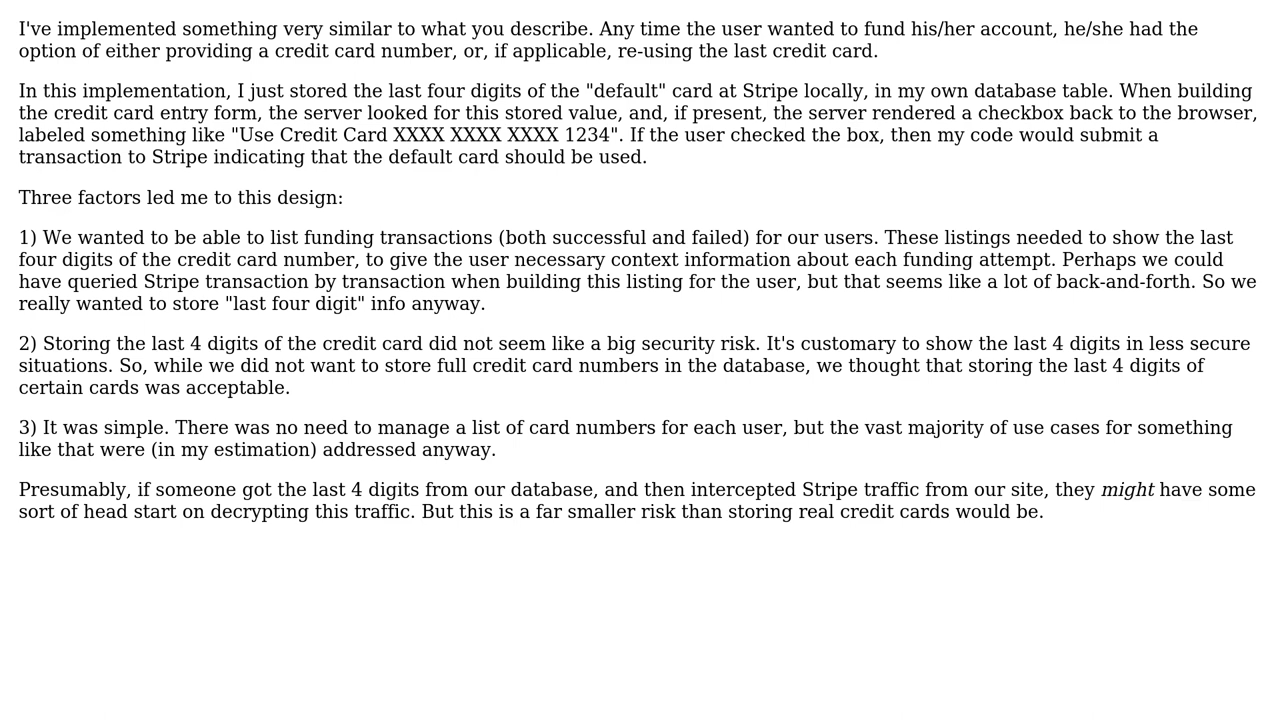 I've implemented something very similar to what you describe. Any time the user wanted to fund his/her account, he/she had the
option of either providing a credit card number, or, if applicable, re-using the last credit card.
In this implementation, I just stored the last four digits of the "default" card at Stripe locally, in my own database table. When building
the credit card entry form, the server looked for this stored value, and, if present, the server rendered a checkbox back to the browser,
labeled something like "Use Credit Card XXXX XXXX XXXX 1234". If the user checked the box, then my code would submit a
transaction to Stripe indicating that the default card should be used.
Three factors led me to this design:
1) We wanted to be able to list funding transactions (both successful and failed) for our users. These listings needed to show the last
four digits of the credit card number, to give the user necessary context information about each funding attempt. Perhaps we could
have queried Stripe transaction by transaction when building this listing for the user, but that seems like a lot of back-and-forth. So we
really wanted to store "last four digit" info anyway.
2) Storing the last 4 digits of the credit card did not seem like a big security risk. It's customary to show the last 4 digits in less secure
situations. So, while we did not want to store full credit card numbers in the database, we thought that storing the last 4 digits of
certain cards was acceptable.
3) It was simple. There was no need to manage a list of card numbers for each user, but the vast majority of use cases for something
like that were (in my estimation) addressed anyway.
Presumably, if someone got the last 4 digits from our database, and then intercepted Stripe traffic from our site, they might have some
sort of head start on decrypting this traffic. But this is a far smaller risk than storing real credit cards would be.